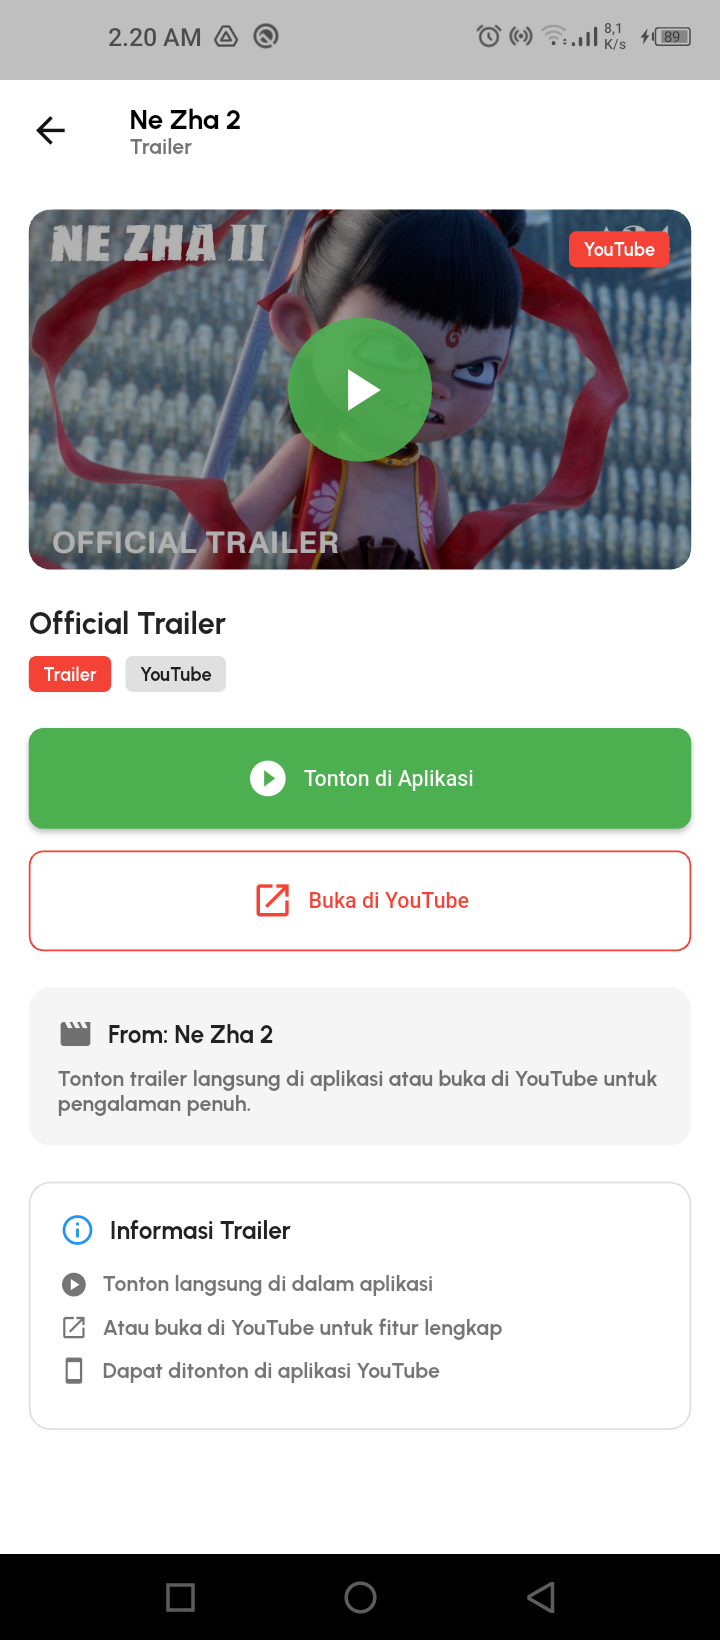 2.20 AM
8,1
K/s
89
Ne Zha 2
Trailer
NE ZHA II
YouTube
OFFICIAL TRAILER
Official Trailer
Trailer
YouTube
Tonton di Aplikasi
Buka di YouTube
From: Ne Zha 2
Tonton trailer langsung di aplikasi atau buka di YouTube untuk
pengalaman penuh.
Informasi Trailer
Tonton langsung di dalam aplikasi
Atau buka di YouTube untuk fitur lengkap
Dapat ditonton di aplikasi YouTube